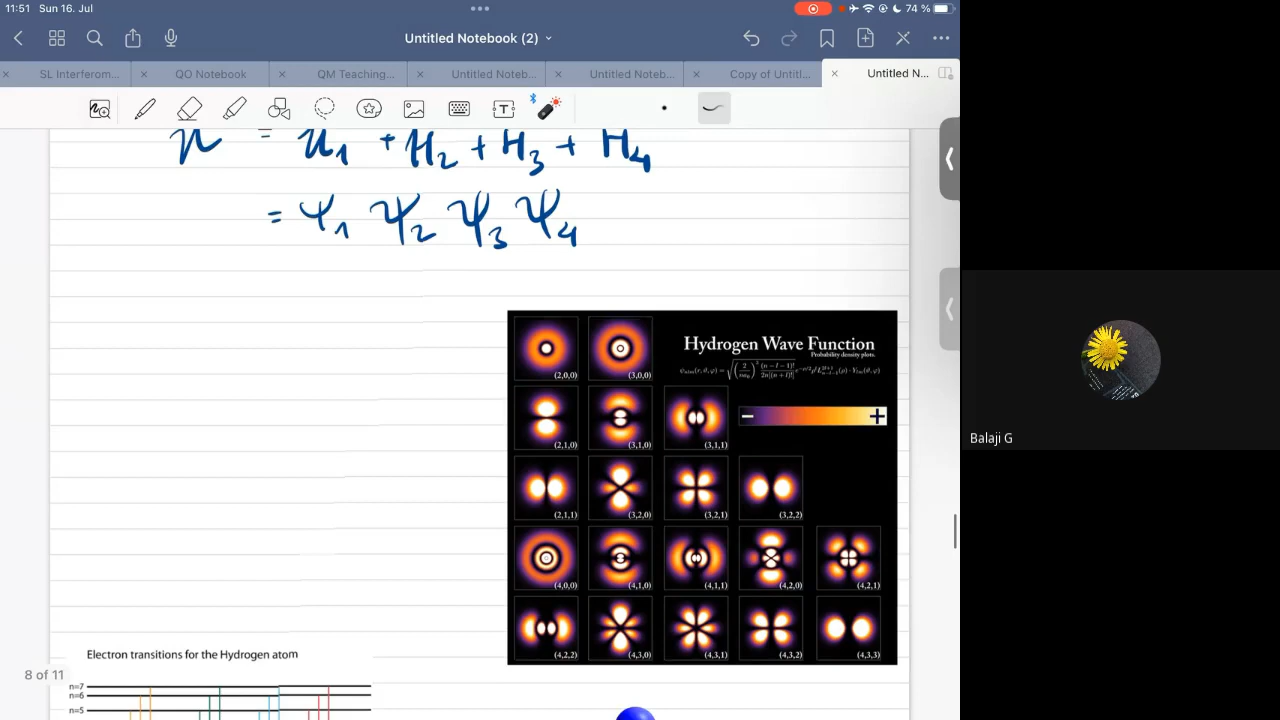 11:51 Sun 16. Jul
74 %
Untitled Notebook (2)
SL Interferom...
QO Notebook
QM Teaching...
Untitled Noteb...
Untitled Noteb...
Copy of Untitl...
Untitled N...
= H₁ + H₂ + H₃ + H₄
= Ψ₁ Ψ₂ Ψ₃ Ψ₄
Hydrogen Wave Function
Probability density plots.
− +
(2,0,0) (3,0,0)
(2,1,0) (3,1,0) (3,1,1)
(2,1,1) (3,2,0) (3,2,1) (3,2,2)
(4,0,0) (4,1,0) (4,1,1) (4,2,0) (4,2,1)
(4,2,2) (4,3,0) (4,3,1) (4,3,2) (4,3,3)
Balaji G
Electron transitions for the Hydrogen atom
8 of 11
n=7
n=6
n=5